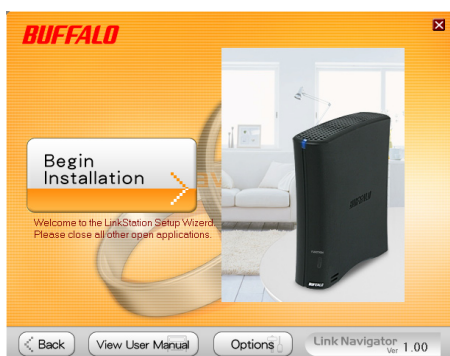 BUFFALO
Begin
Installation
Welcome to the LinkStation Setup Wizerd.
Please close all other open applications.
BUFFALO
BUFFALO
Back
View User Manual
Options
Link Navigator
Ver 1.00